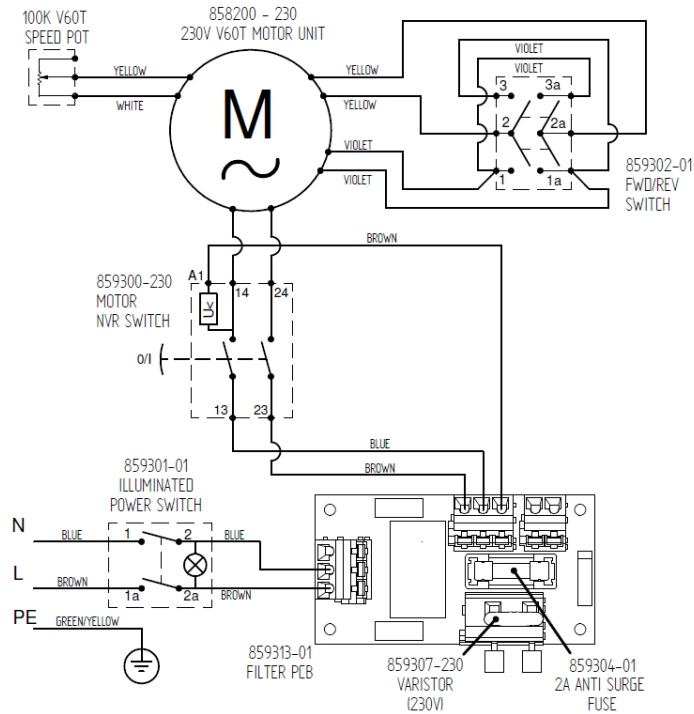 100K V60T
SPEED POT
858200 - 230
230V V60T MOTOR UNIT
YELLOW
WHITE
M
YELLOW
YELLOW
VIOLET
VIOLET
VIOLET
VIOLET
3
3a
2
2a
1
1a
859302-01
FWD/REV
SWITCH
BROWN
859300-230
MOTOR
NVR SWITCH
A1
14
24
U<
0/I
13
23
BLUE
BROWN
859301-01
ILLUMINATED
POWER SWITCH
N
BLUE
1
2
BLUE
L
BROWN
1a
2a
BROWN
PE
GREEN/YELLOW
859313-01
FILTER PCB
859307-230
VARISTOR
(230V)
859304-01
2A ANTI SURGE
FUSE